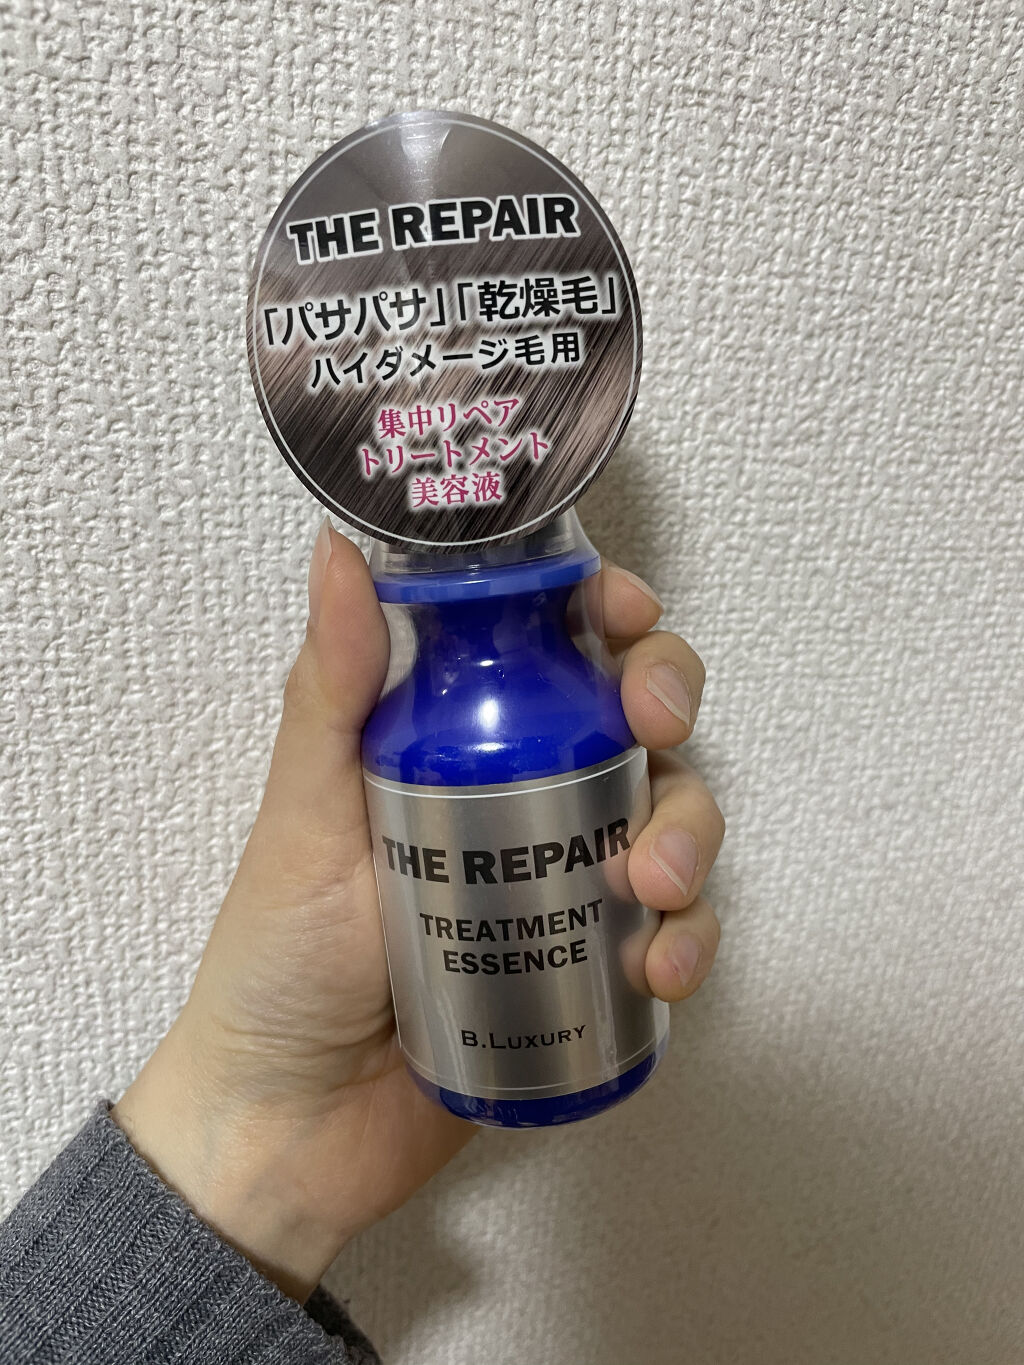 THE REPAIR
「パサパサ」「乾燥毛」
ハイダメージ毛用
集中リペア
トリートメント
美容液
THE REPAIR
TREATMENT
ESSENCE
B.LUXURY